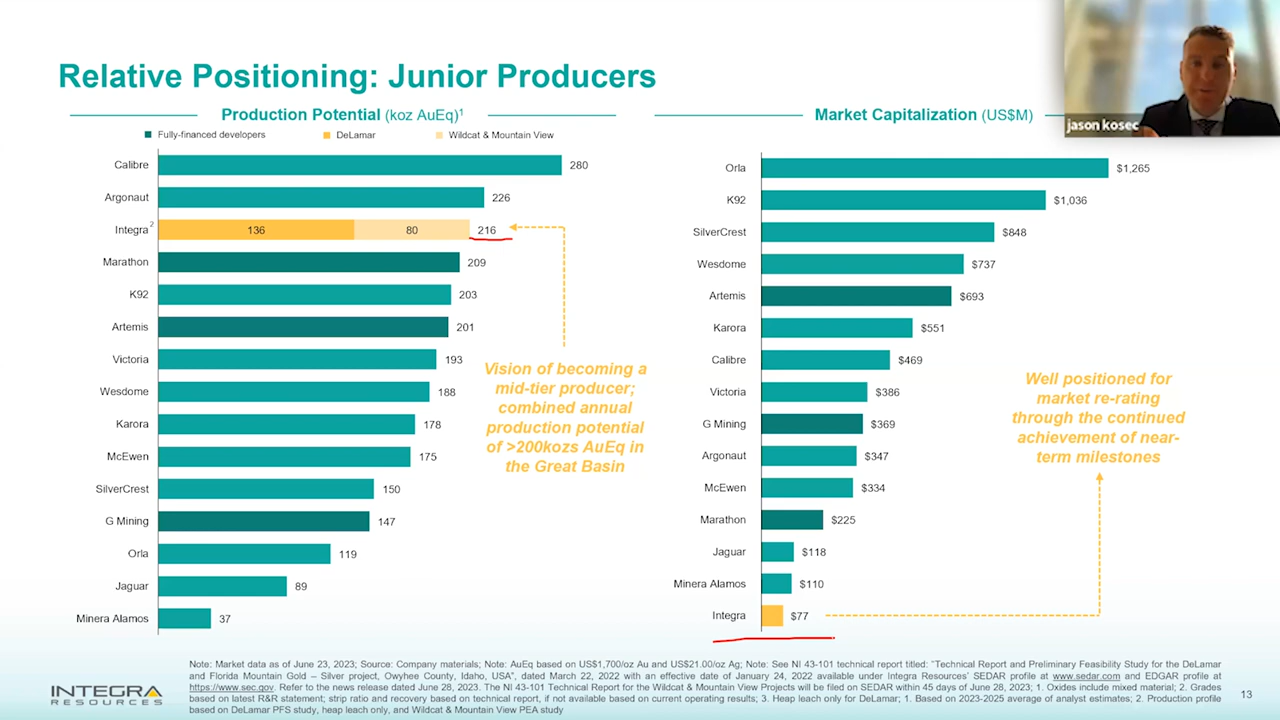 Relative Positioning: Junior Producers
jason kosec
Production Potential (koz AuEq)1
Fully-financed developers
DeLamar
Wildcat & Mountain View
Calibre 280
Argonaut 226
Integra2 136 80 216
Marathon 209
K92 203
Artemis 201
Victoria 193
Wesdome 188
Karora 178
McEwen 175
SilverCrest 150
G Mining 147
Orla 119
Jaguar 89
Minera Alamos 37
Vision of becoming a
mid-tier producer;
combined annual
production potential
of >200kozs AuEq in
the Great Basin
Market Capitalization (US$M)
Orla $1,265
K92 $1,036
SilverCrest $848
Wesdome $737
Artemis $693
Karora $551
Calibre $469
Victoria $386
G Mining $369
Argonaut $347
McEwen $334
Marathon $225
Jaguar $118
Minera Alamos $110
Integra $77
Well positioned for
market re-rating
through the continued
achievement of near-
term milestones
Note: Market data as of June 23, 2023; Source: Company materials; Note: AuEq based on US$1,700/oz Au and US$21.00/oz Ag; Note: See NI 43-101 technical report titled: “Technical Report and Preliminary Feasibility Study for the DeLamar
and Florida Mountain Gold – Silver project, Owyhee County, Idaho, USA”, dated March 22, 2022 with an effective date of January 24, 2022 available under Integra Resources’ SEDAR profile at www.sedar.com and EDGAR profile at
https://www.sec.gov. Refer to the news release dated June 28, 2023. The NI 43-101 Technical Report for the Wildcat & Mountain View Projects will be filed on SEDAR within 45 days of June 28, 2023; 1. Oxides include mixed material; 2. Grades
based on latest R&R statement; strip ratio and recovery based on technical report, if not available based on current operating results; 3. Heap leach only for DeLamar; 1. Based on 2023-2025 average of analyst estimates; 2. Production profile
based on DeLamar PFS study, heap leach only, and Wildcat & Mountain View PEA study
INTEGRA
RESOURCES
13